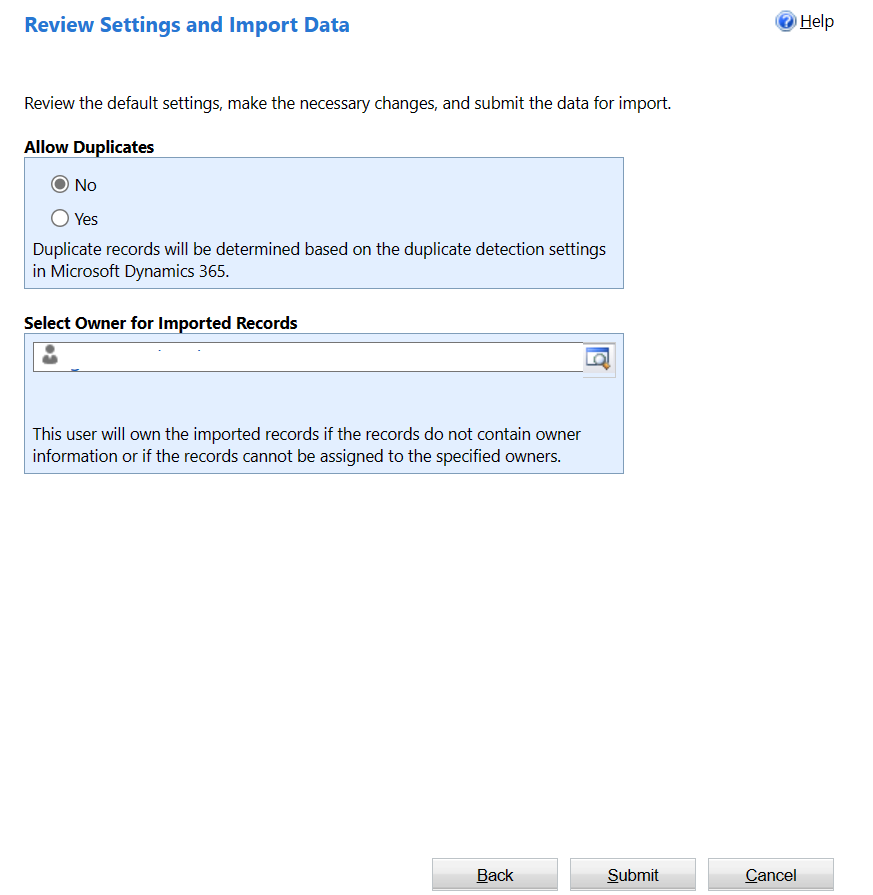 Review Settings and Import Data
Help
Review the default settings, make the necessary changes, and submit the data for import.
Allow Duplicates
No
Yes
Duplicate records will be determined based on the duplicate detection settings
in Microsoft Dynamics 365.
Select Owner for Imported Records
This user will own the imported records if the records do not contain owner
information or if the records cannot be assigned to the specified owners.
Back
Submit
Cancel